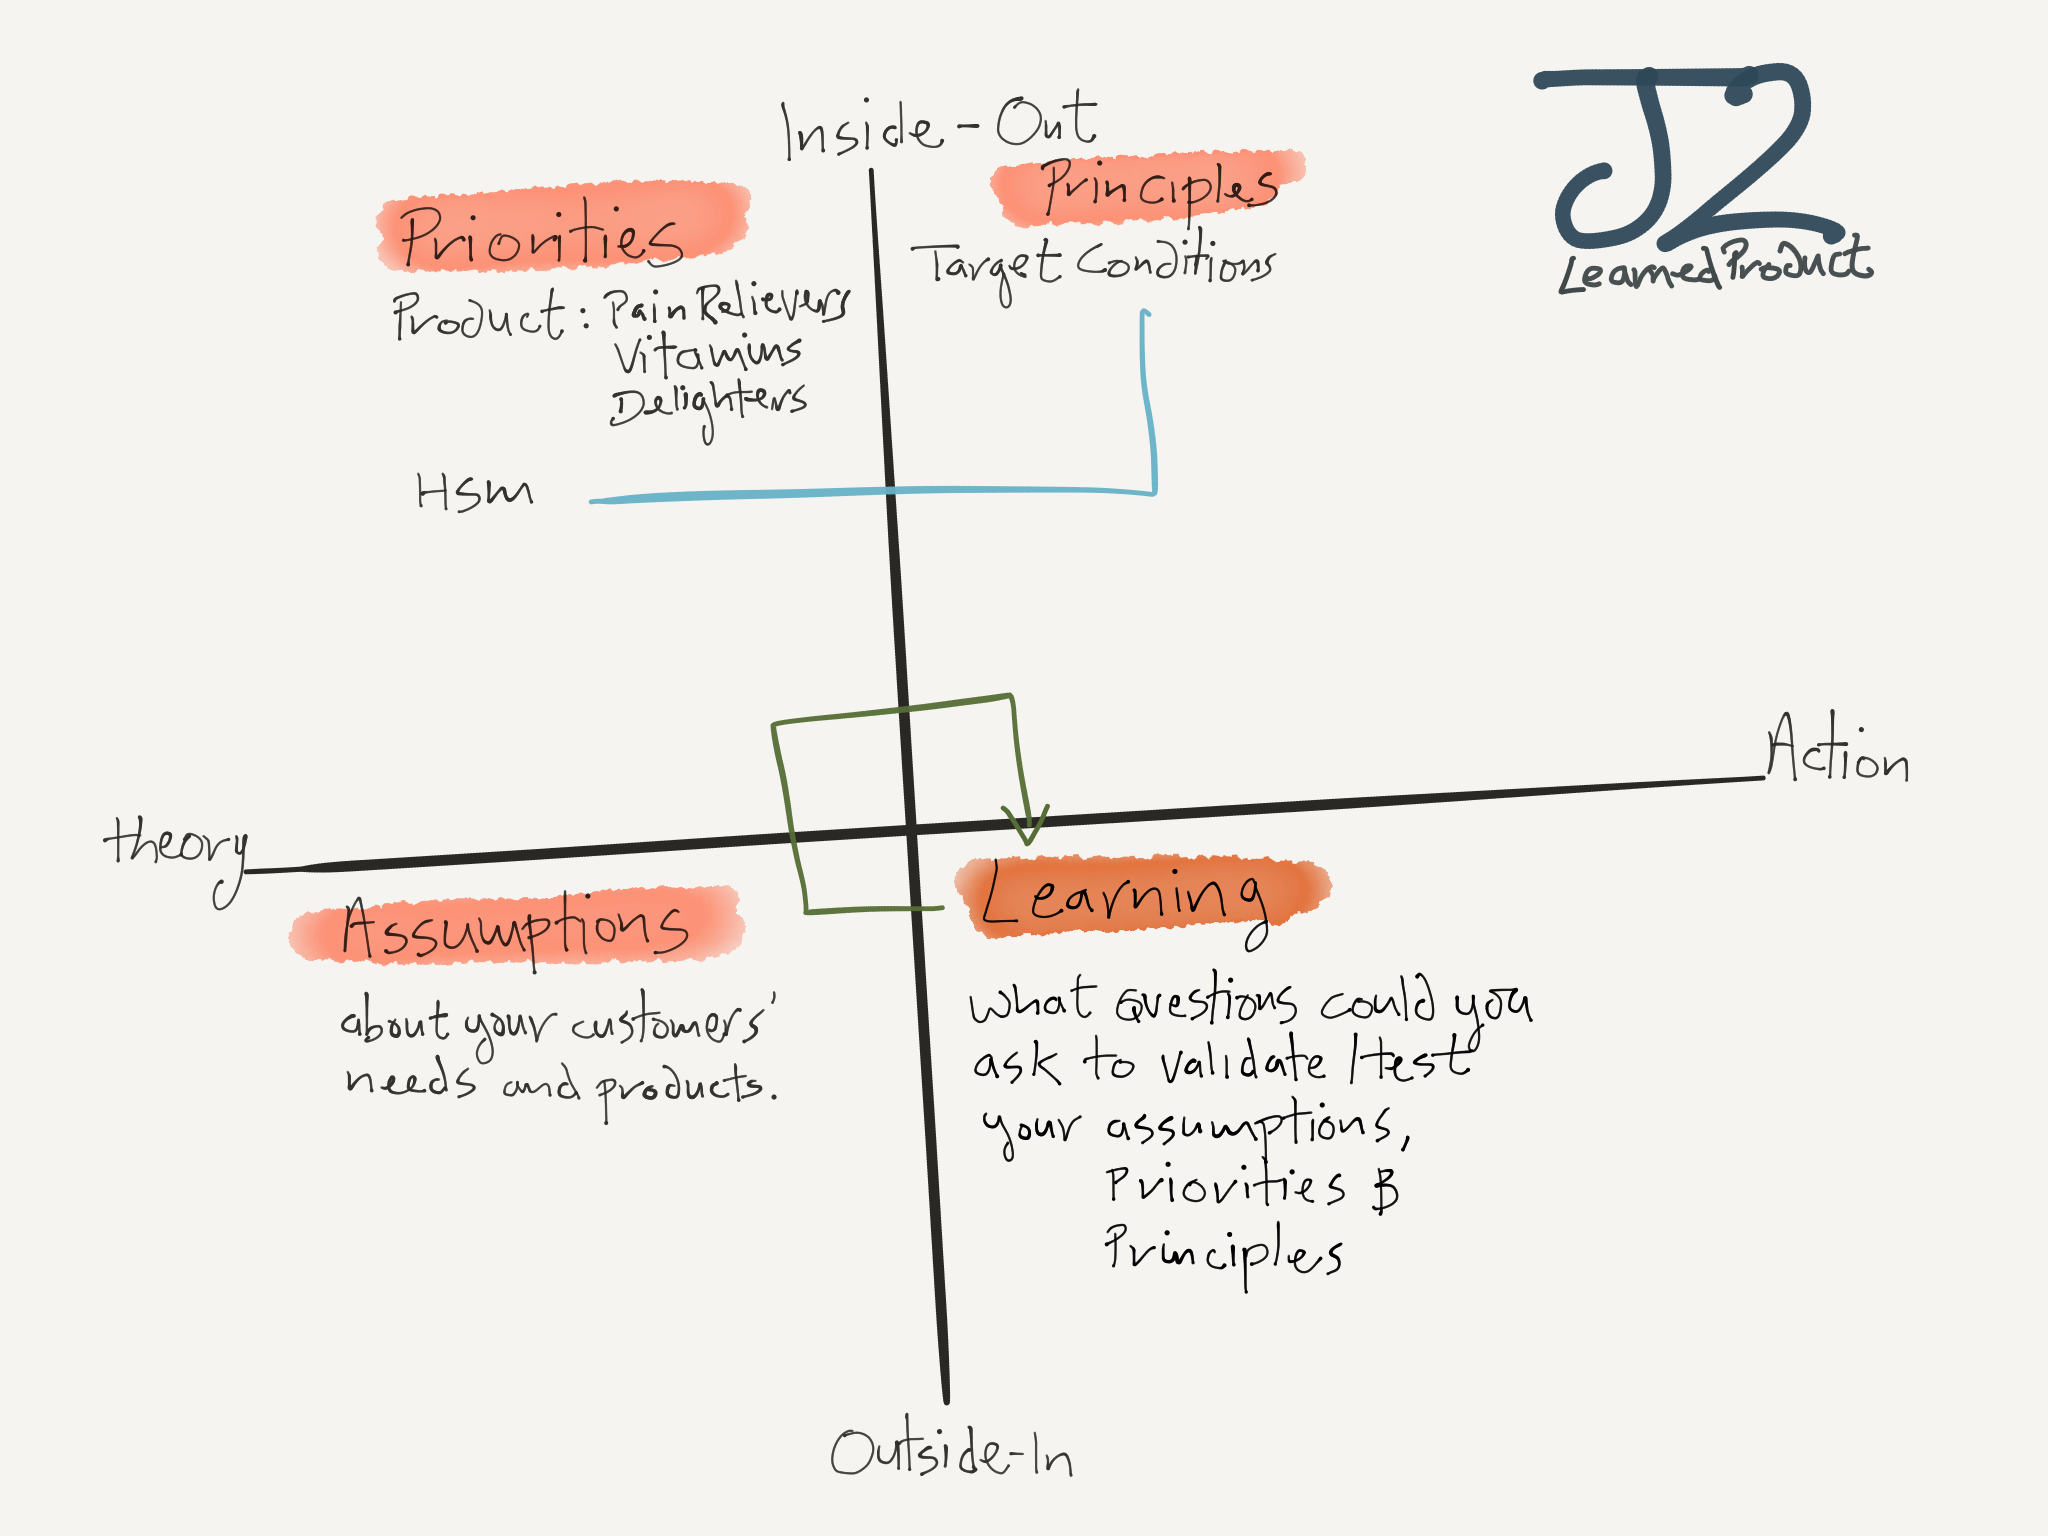 Inside-Out
J2
LearnedProduct
Priorities
Product: Pain Relievers
Vitamins
Delighters
Hsm
Principles
Target Conditions
theory
Action
Assumptions
about your customers'
needs and products.
Learning
what Questions could you
ask to validate/test
your assumptions,
Priorities &
Principles
Outside-In